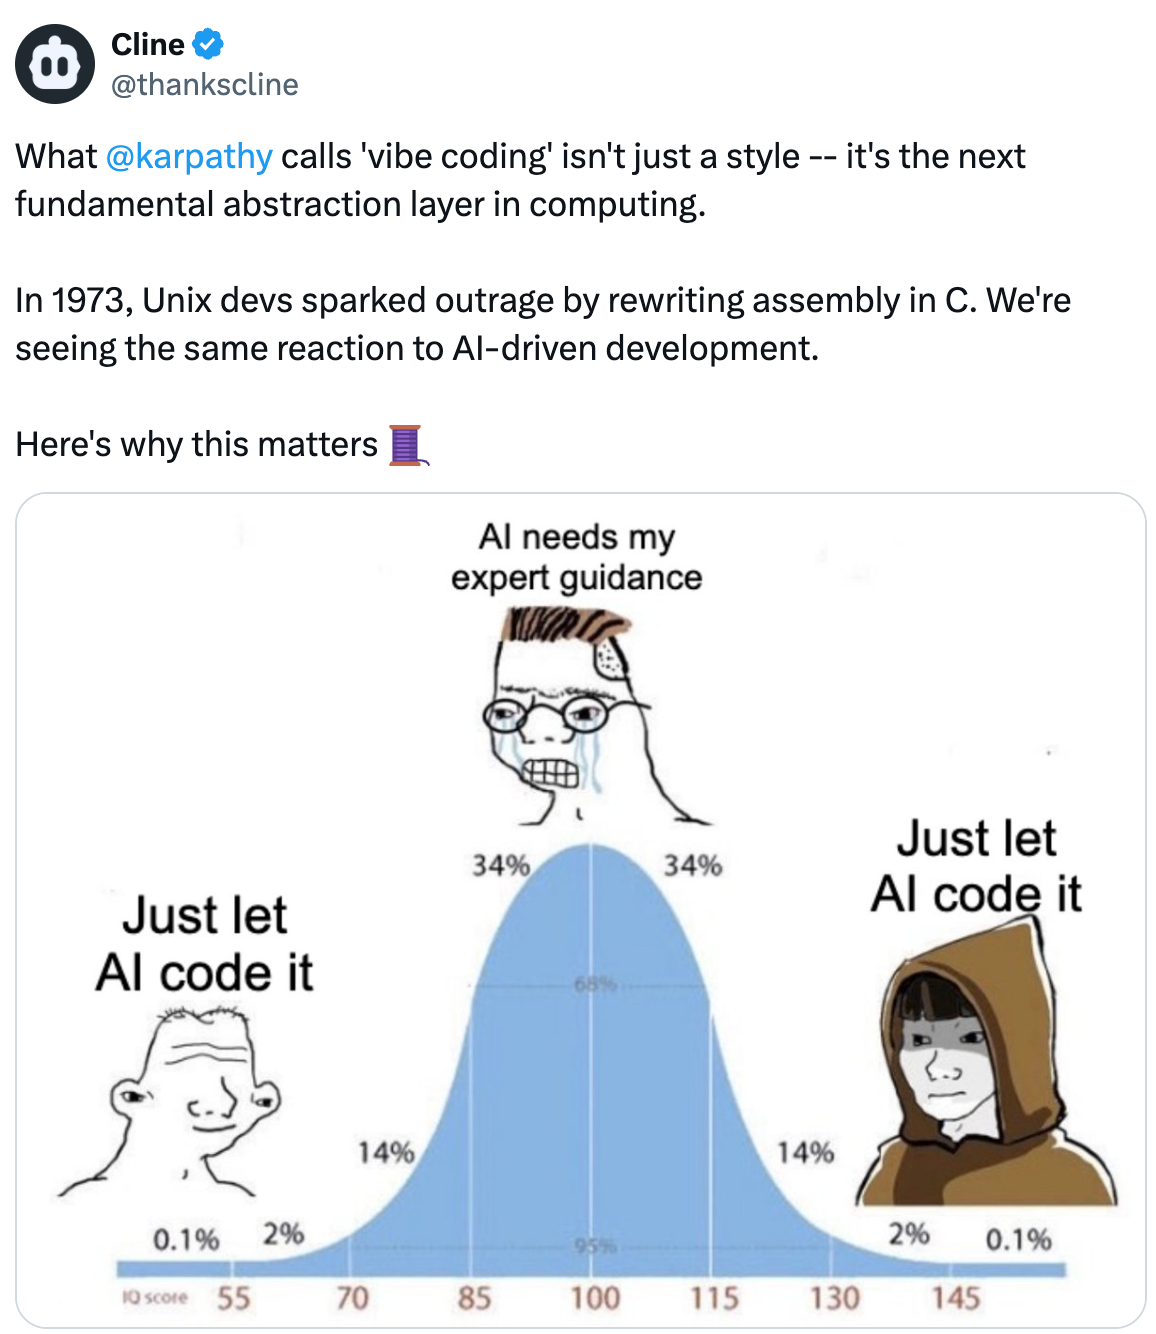 Cline
@thankscline
What @karpathy calls 'vibe coding' isn't just a style -- it's the next
fundamental abstraction layer in computing.
In 1973, Unix devs sparked outrage by rewriting assembly in C. We're
seeing the same reaction to AI-driven development.
Here's why this matters 🧵
AI needs my
expert guidance
34% 34%
Just let
AI code it
Just let
AI code it
68%
14% 14%
0.1% 2% 2% 0.1%
95%
IQ score 55 70 85 100 115 130 145